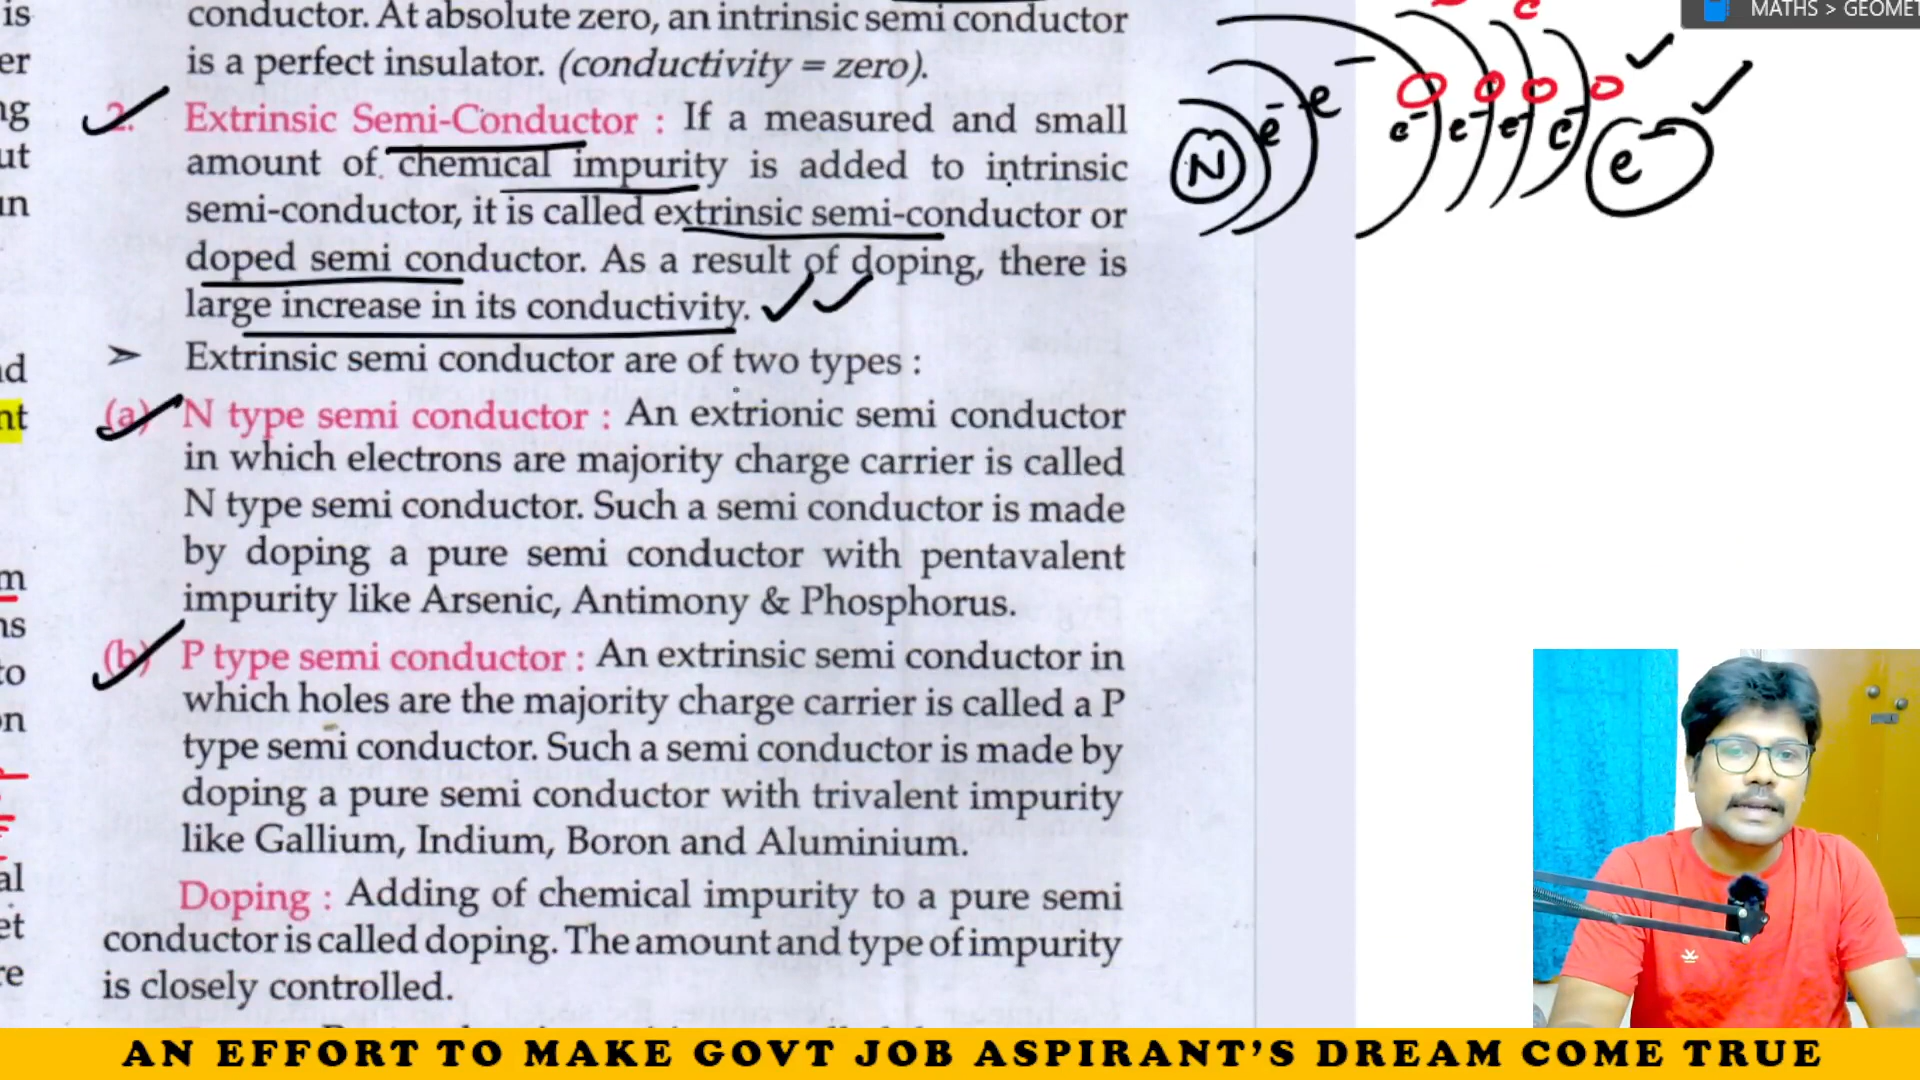 conductor. At absolute zero, an intrinsic semi conductor
is a perfect insulator. (conductivity = zero).
2. Extrinsic Semi-Conductor : If a measured and small
amount of chemical impurity is added to intrinsic
semi-conductor, it is called extrinsic semi-conductor or
doped semi conductor. As a result of doping, there is
large increase in its conductivity.
➤ Extrinsic semi conductor are of two types :
(a) N type semi conductor : An extrionic semi conductor
in which electrons are majority charge carrier is called
N type semi conductor. Such a semi conductor is made
by doping a pure semi conductor with pentavalent
impurity like Arsenic, Antimony & Phosphorus.
(b) P type semi conductor : An extrinsic semi conductor in
which holes are the majority charge carrier is called a P
type semi conductor. Such a semi conductor is made by
doping a pure semi conductor with trivalent impurity
like Gallium, Indium, Boron and Aluminium.
Doping : Adding of chemical impurity to a pure semi
conductor is called doping. The amount and type of impurity
is closely controlled.
MATHS > GEOMET
N e⁻ e⁻ e⁻ e⁻ e⁻ e⁻ e⁻
AN EFFORT TO MAKE GOVT JOB ASPIRANT'S DREAM COME TRUE